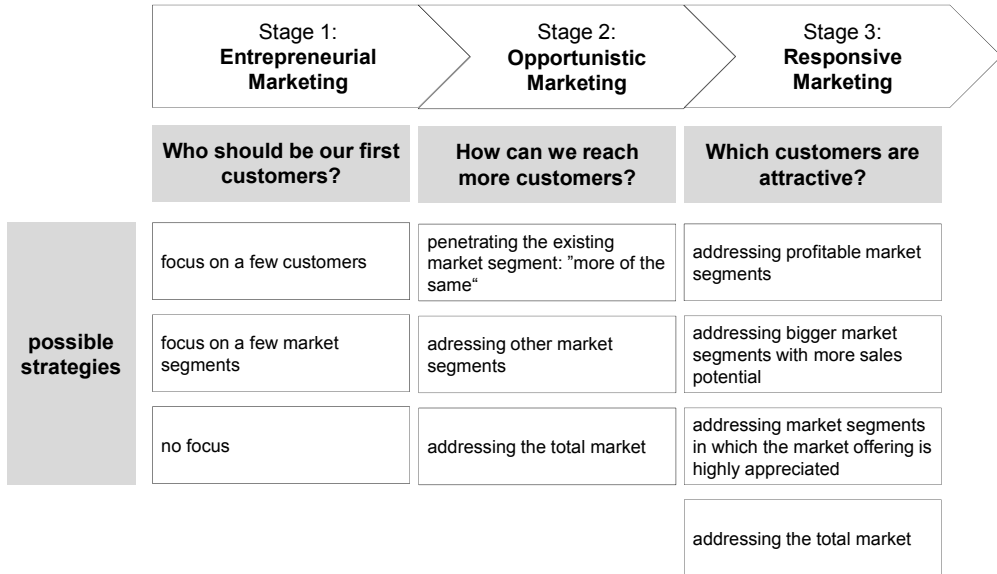 Stage 1:
Entrepreneurial
Marketing
Stage 2:
Opportunistic
Marketing
Stage 3:
Responsive
Marketing
Who should be our first
customers?
How can we reach
more customers?
Which customers are
attractive?
possible
strategies
focus on a few customers
penetrating the existing
market segment: ”more of the
same“
addressing profitable market
segments
focus on a few market
segments
adressing other market
segments
addressing bigger market
segments with more sales
potential
no focus
addressing the total market
addressing market segments
in which the market offering is
highly appreciated
addressing the total market